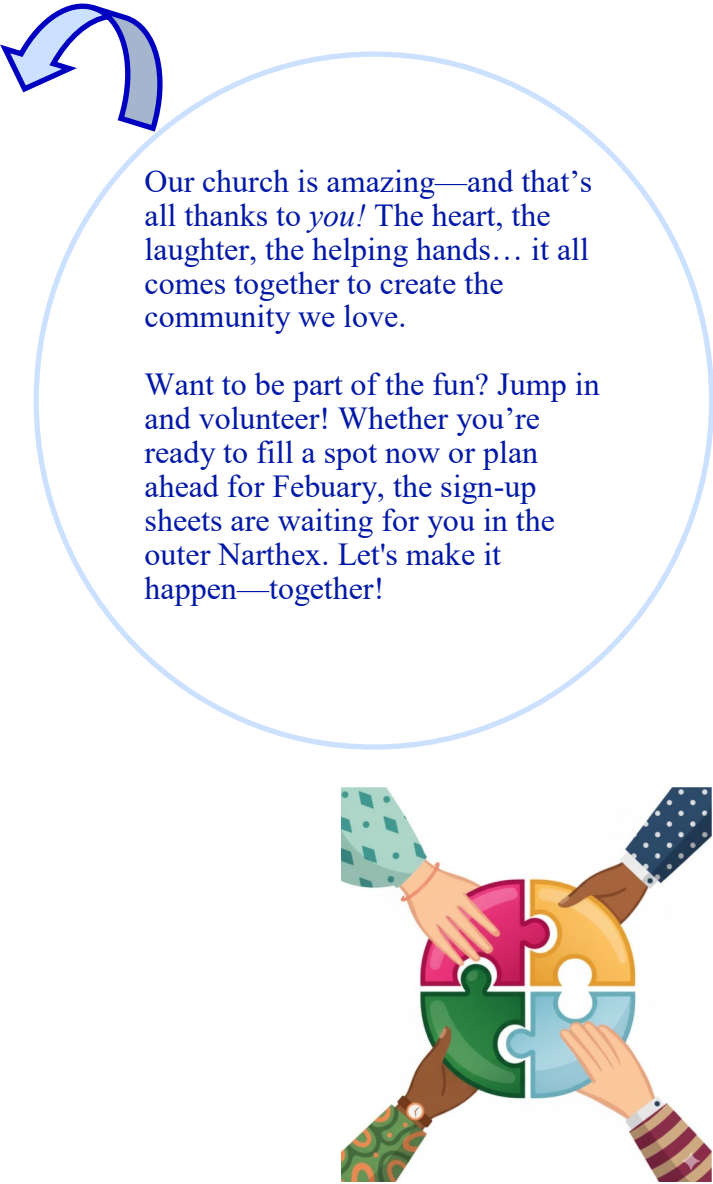 Our church is amazing—and that’s
all thanks to you! The heart, the
laughter, the helping hands… it all
comes together to create the
community we love.
Want to be part of the fun? Jump in
and volunteer! Whether you’re
ready to fill a spot now or plan
ahead for Febuary, the sign-up
sheets are waiting for you in the
outer Narthex. Let's make it
happen—together!